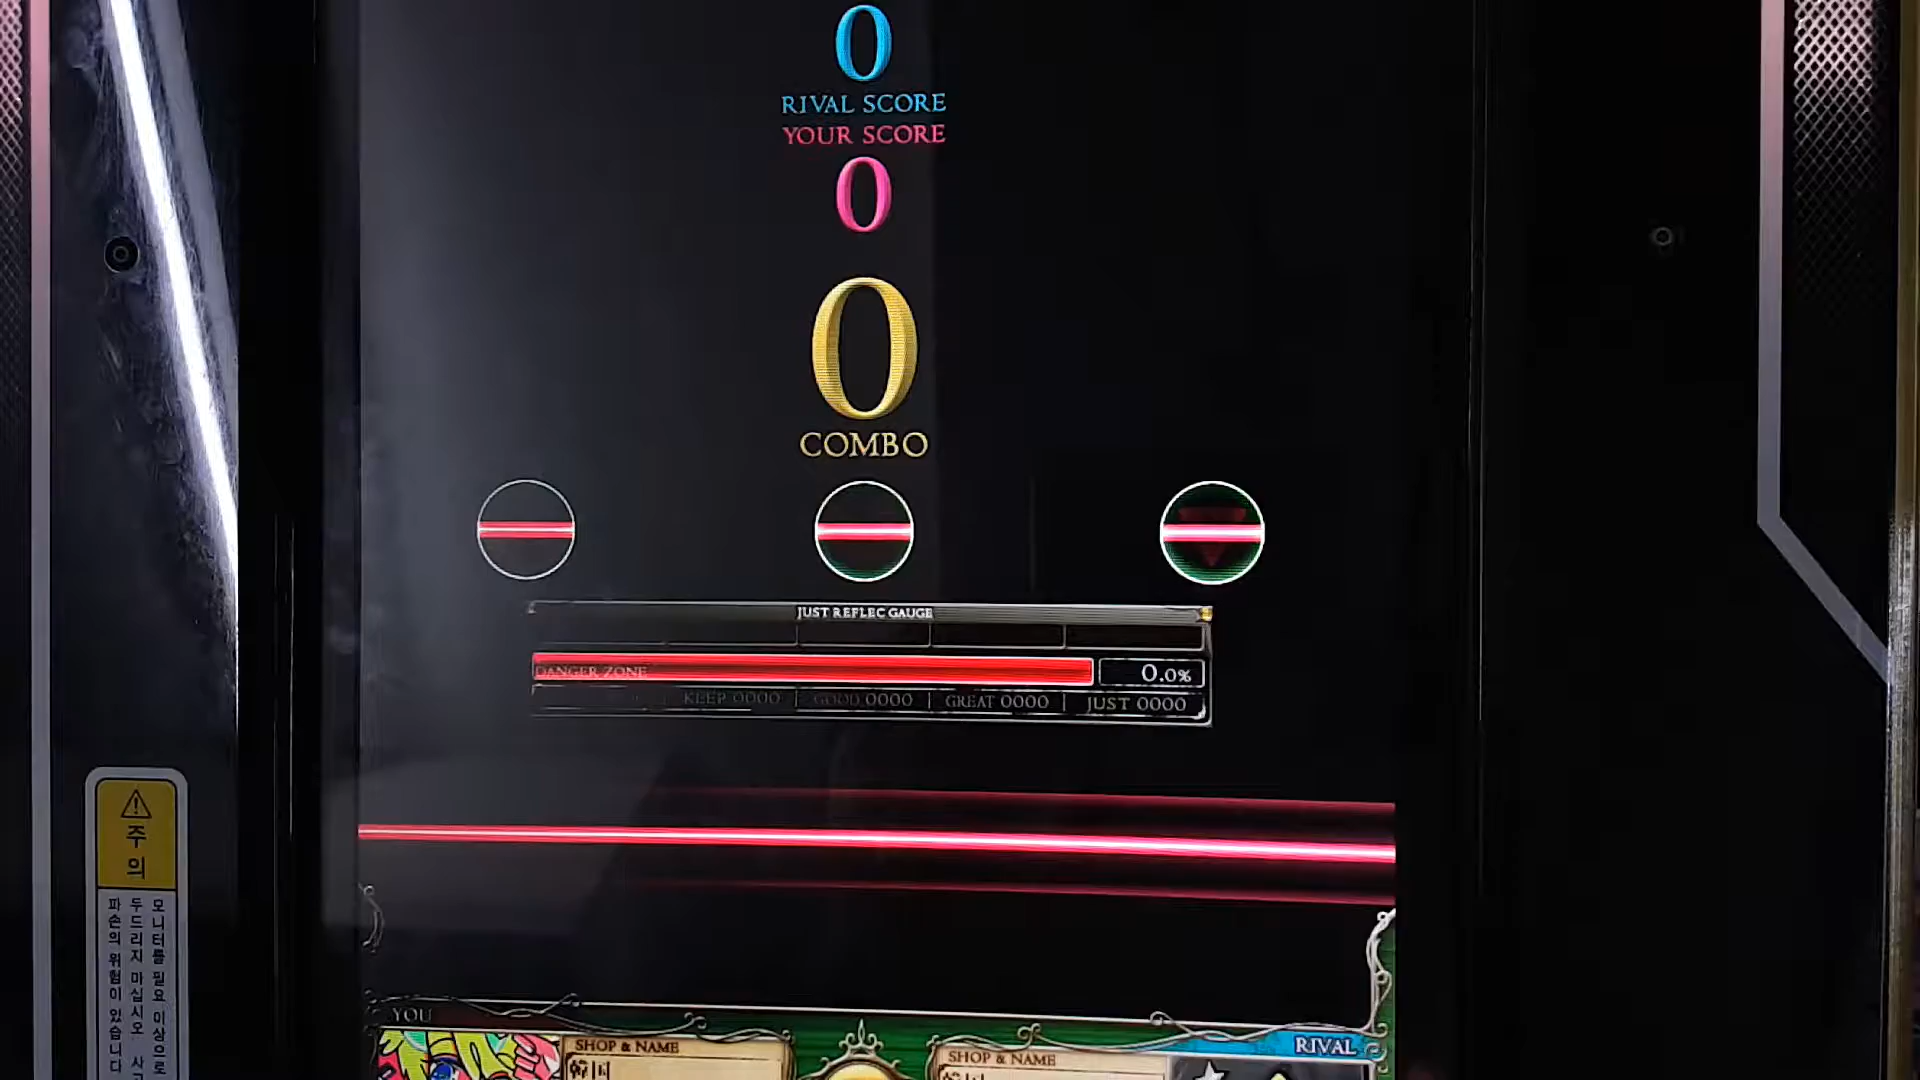 0
RIVAL SCORE
YOUR SCORE
0
0
COMBO
JUST REFLEC GAUGE
DANGER ZONE
0.0%
KEEP 0000
GOOD 0000
GREAT 0000
JUST 0000
주의
모니터를 필요 이상으로
두드리지 마십시오
파손의 위험이 있습니다
YOU
SHOP & NAME
韓国
SHOP & NAME
RIVAL